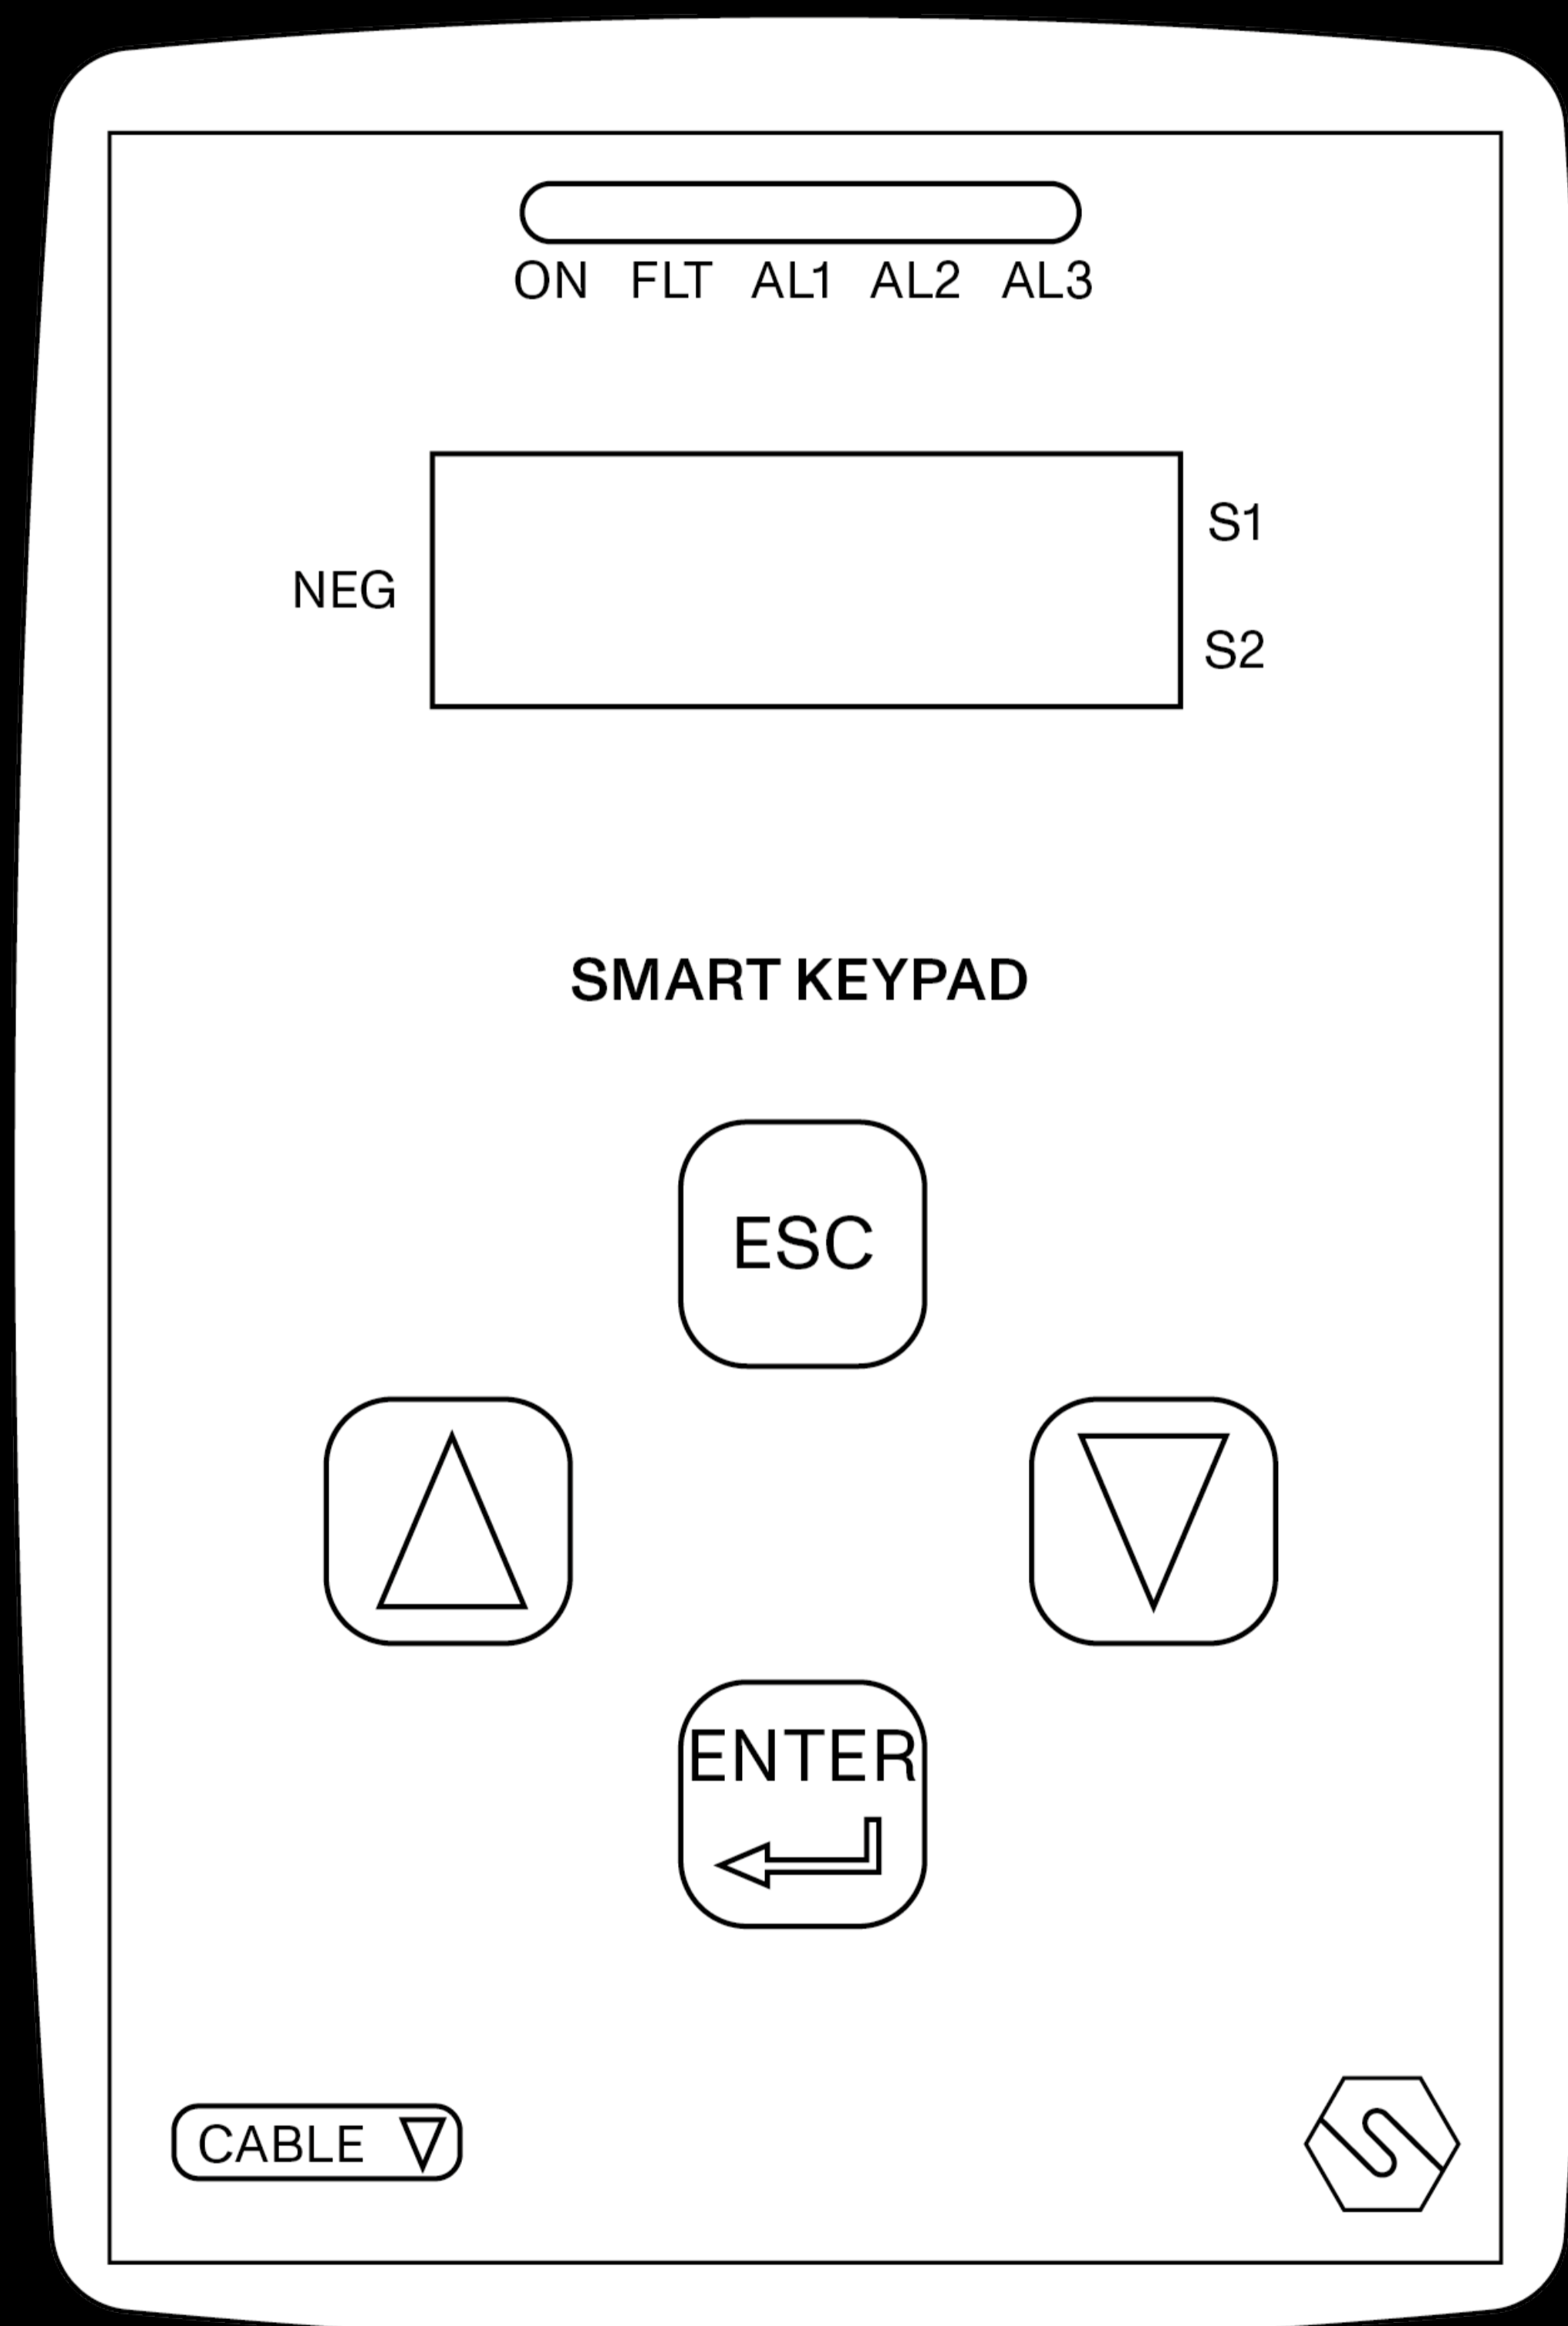 ON FLT AL1 AL2 AL3
S1
NEG
S2
SMART KEYPAD
ESC
ENTER
CABLE